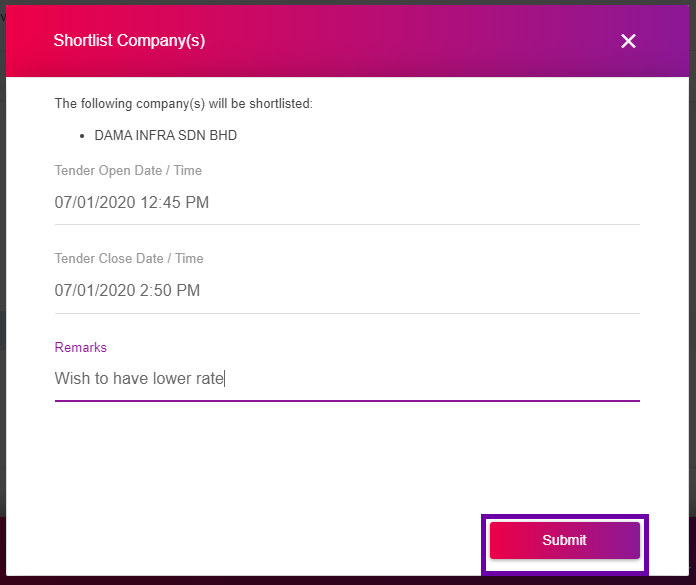 Shortlist Company(s)
The following company(s) will be shortlisted:
• DAMA INFRA SDN BHD
Tender Open Date / Time
07/01/2020 12:45 PM
Tender Close Date / Time
07/01/2020 2:50 PM
Remarks
Wish to have lower rate
Submit